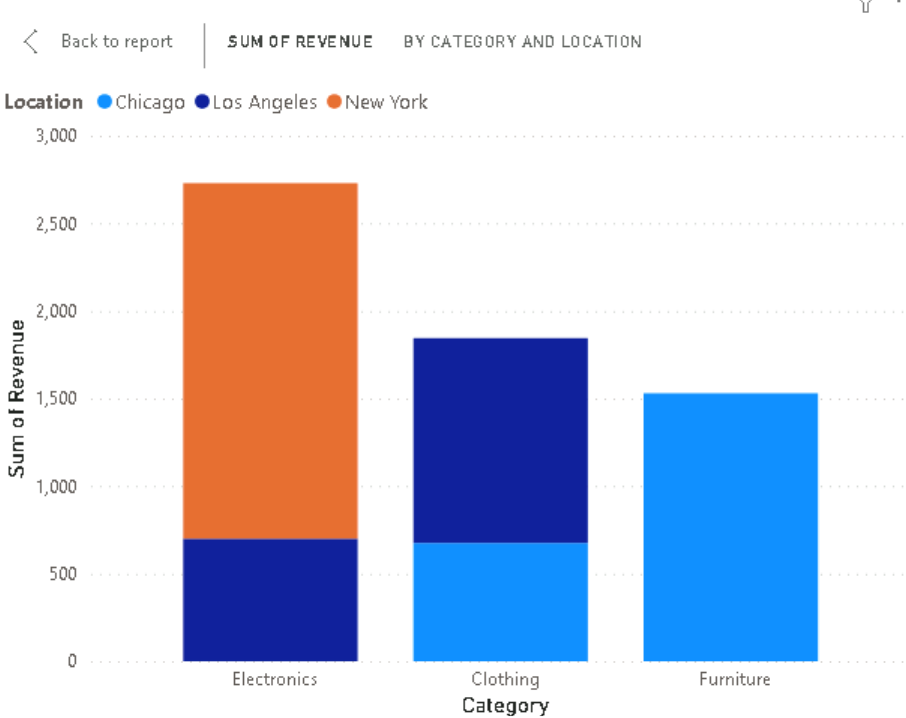 Back to report SUM OF REVENUE BY CATEGORY AND LOCATION
Location Chicago Los Angeles New York
3,000
2,500
2,000
1,500
1,000
500
0
Sum of Revenue
Electronics Clothing Furniture
Category